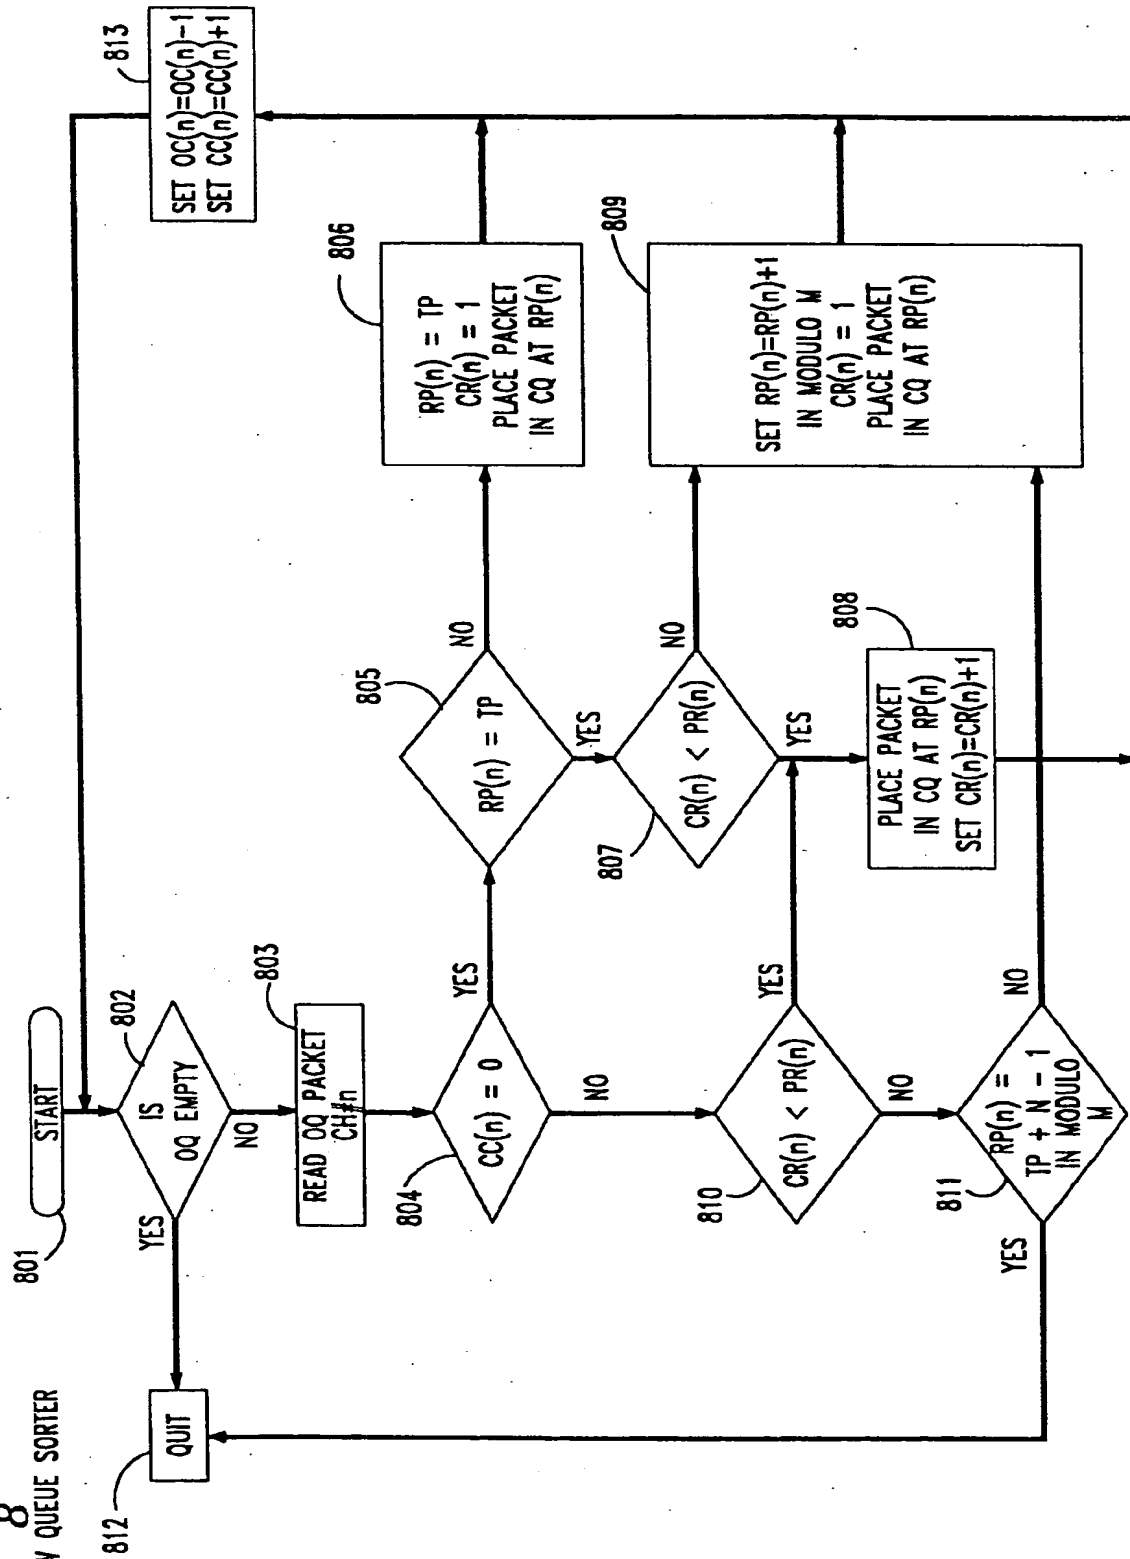 8
QUEUE SORTER
801
START
802
IS
OQ EMPTY
YES
NO
812
QUIT
803
READ OQ PACKET
CH#n
804
CC(n) = 0
YES
NO
805
RP(n) = TP
NO
YES
806
RP(n) = TP
CR(n) = 1
PLACE PACKET
IN CQ AT RP(n)
807
CR(n) < PR(n)
NO
YES
808
PLACE PACKET
IN CQ AT RP(n)
SET CR(n)=CR(n)+1
809
SET RP(n)=RP(n)+1
IN MODULO M
CR(n) = 1
PLACE PACKET
IN CQ AT RP(n)
810
CR(n) < PR(n)
YES
NO
811
RP(n) =
TP + N - 1
IN MODULO
M
YES
NO
813
SET OC(n)=OC(n)-1
SET CC(n)=CC(n)+1